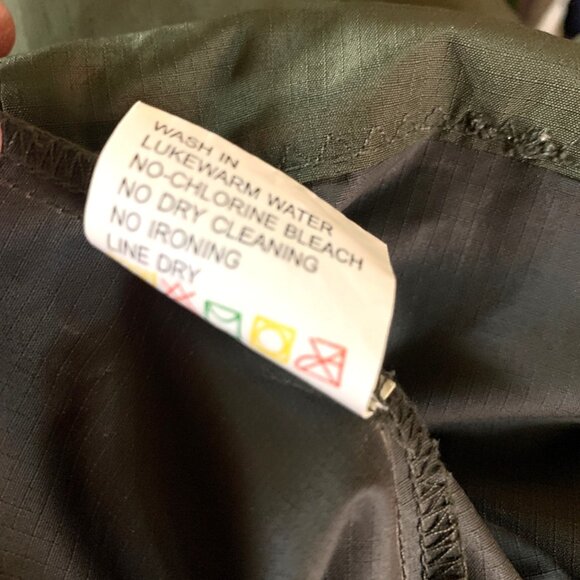 WASH IN
LUKEWARM WATER
NO-CHLORINE BLEACH
NO DRY CLEANING
NO IRONING
LINE DRY